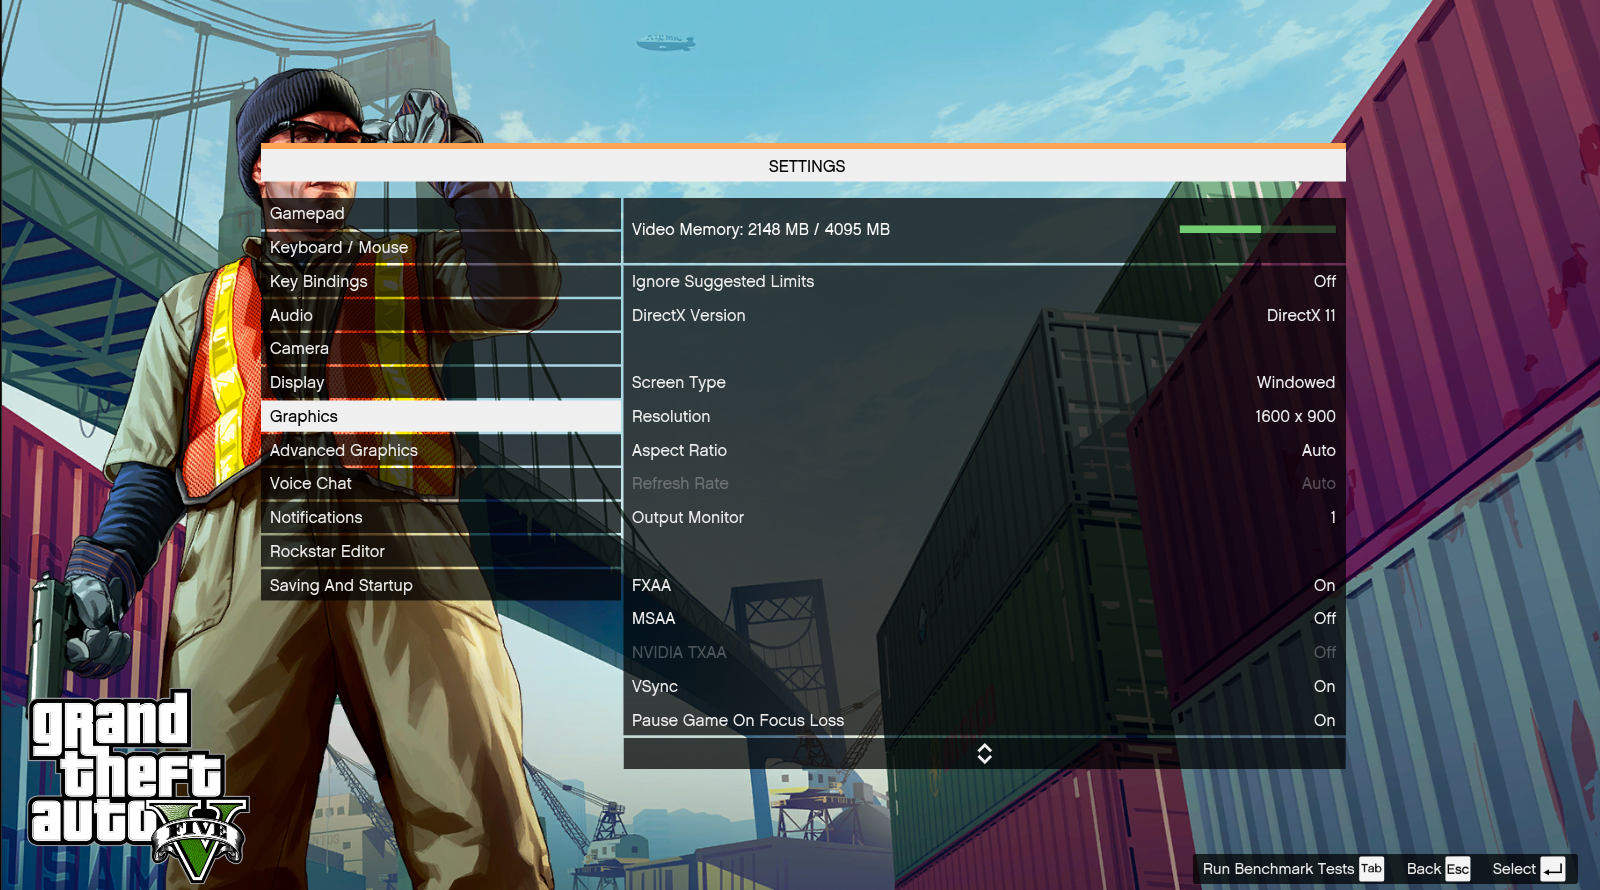 SETTINGS
Gamepad
Keyboard / Mouse
Key Bindings
Audio
Camera
Display
Graphics
Advanced Graphics
Voice Chat
Notifications
Rockstar Editor
Saving And Startup
Video Memory: 2148 MB / 4095 MB
Ignore Suggested Limits Off
DirectX Version DirectX 11
Screen Type Windowed
Resolution 1600 x 900
Aspect Ratio Auto
Refresh Rate Auto
Output Monitor 1
FXAA On
MSAA Off
NVIDIA TXAA Off
VSync On
Pause Game On Focus Loss On
grand
theft
auto V
FIVE
Run Benchmark Tests Tab Back Esc Select